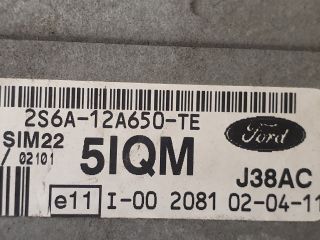 2S6A-12A650-TE
SIM22
/ 02101
5IQM
Ford
J38AC
e11 I-00 2081 02-04-11